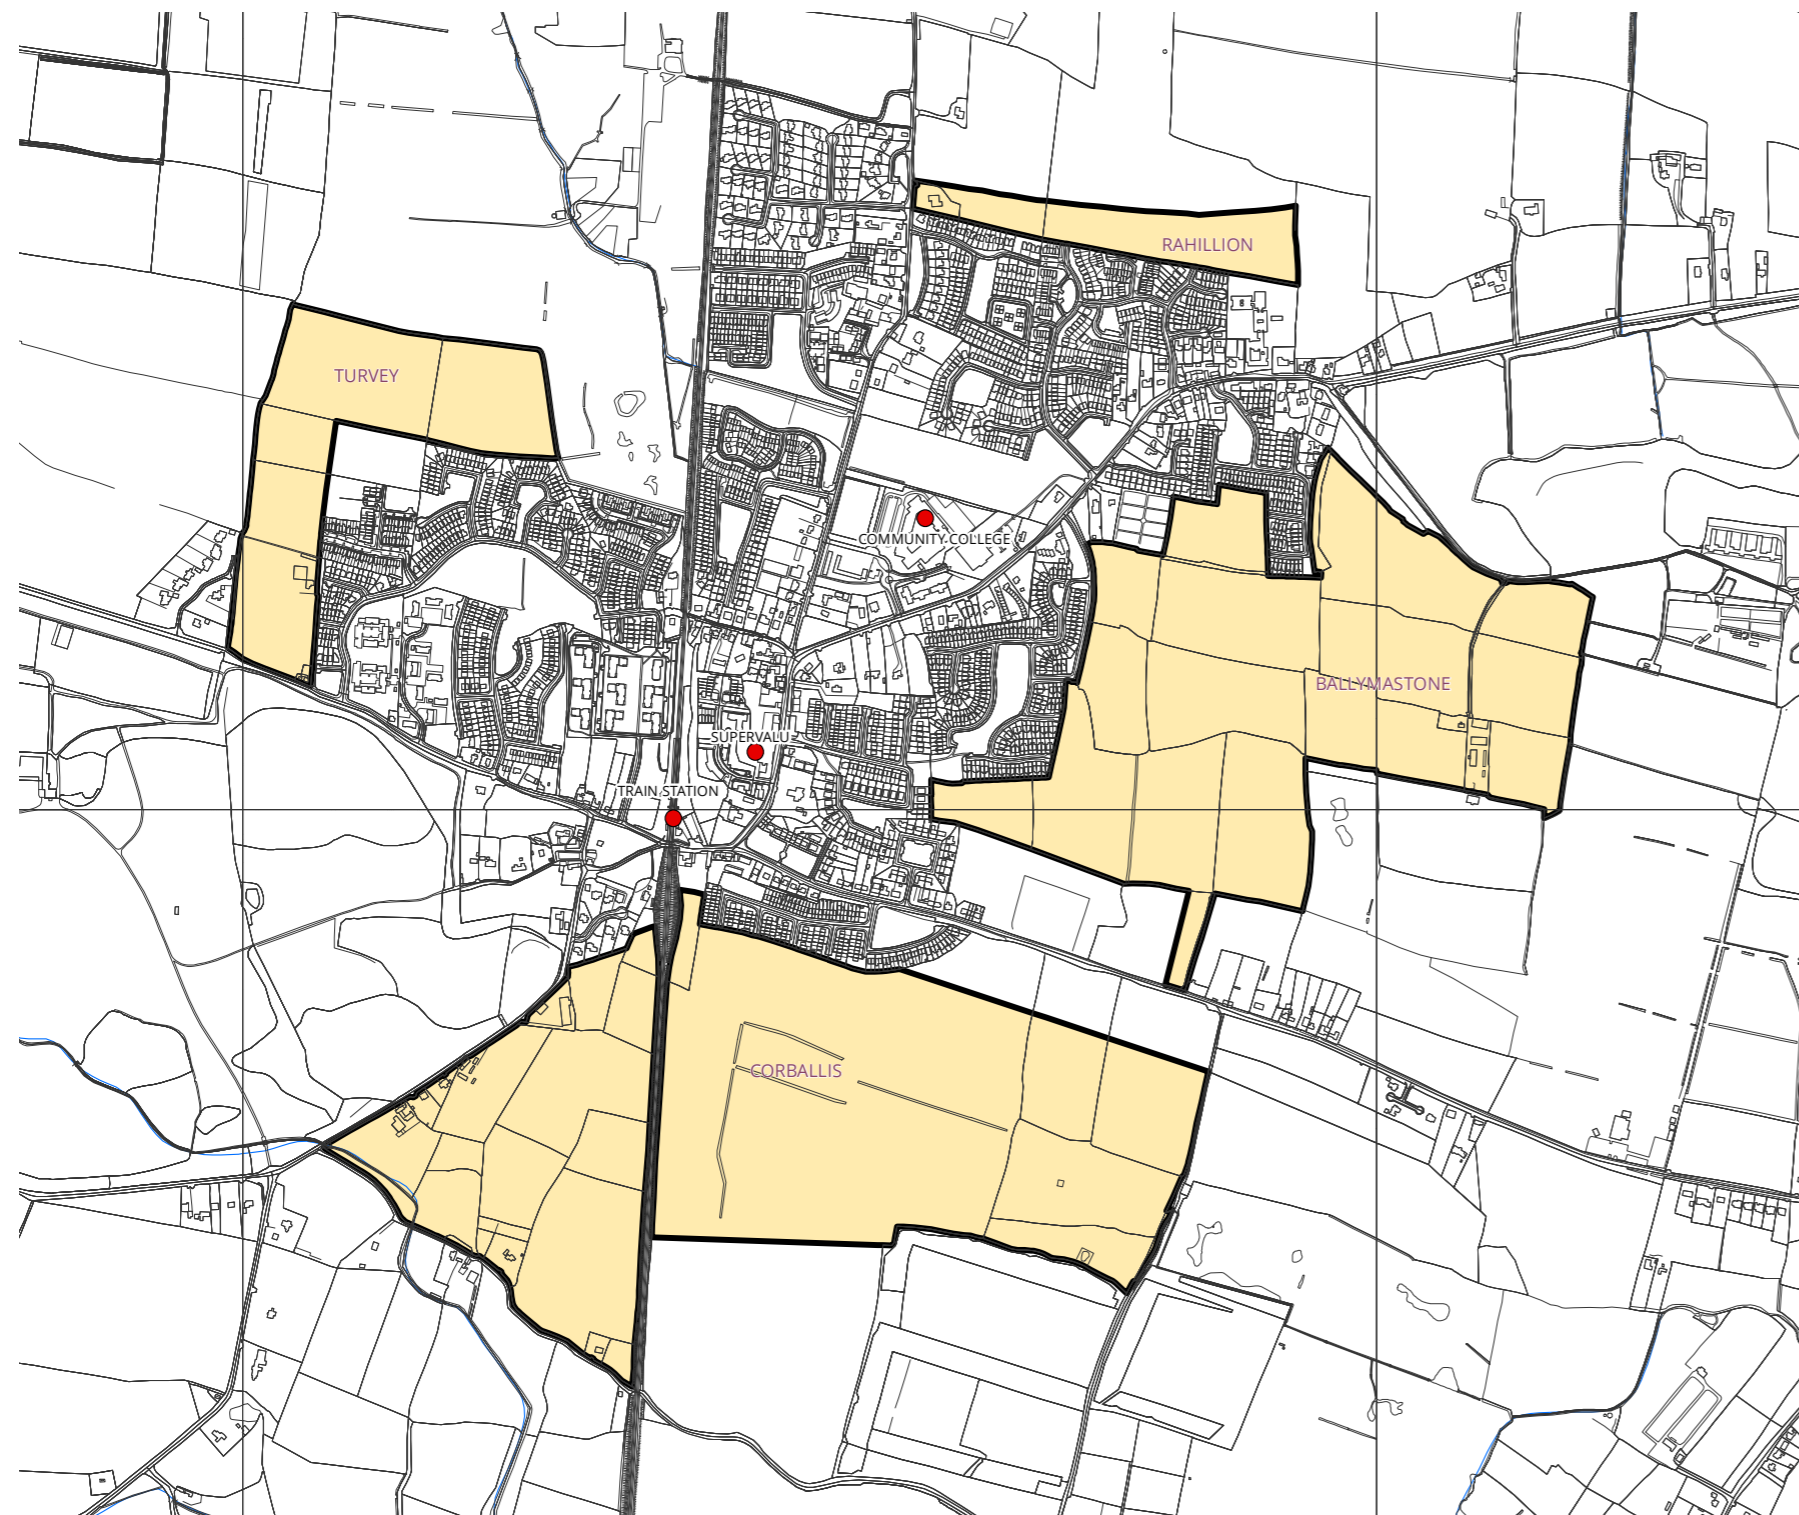 RAHILLION
TURVEY
COMMUNITY COLLEGE
BALLYMASTONE
SUPERVALU
TRAIN STATION
CORBALLIS